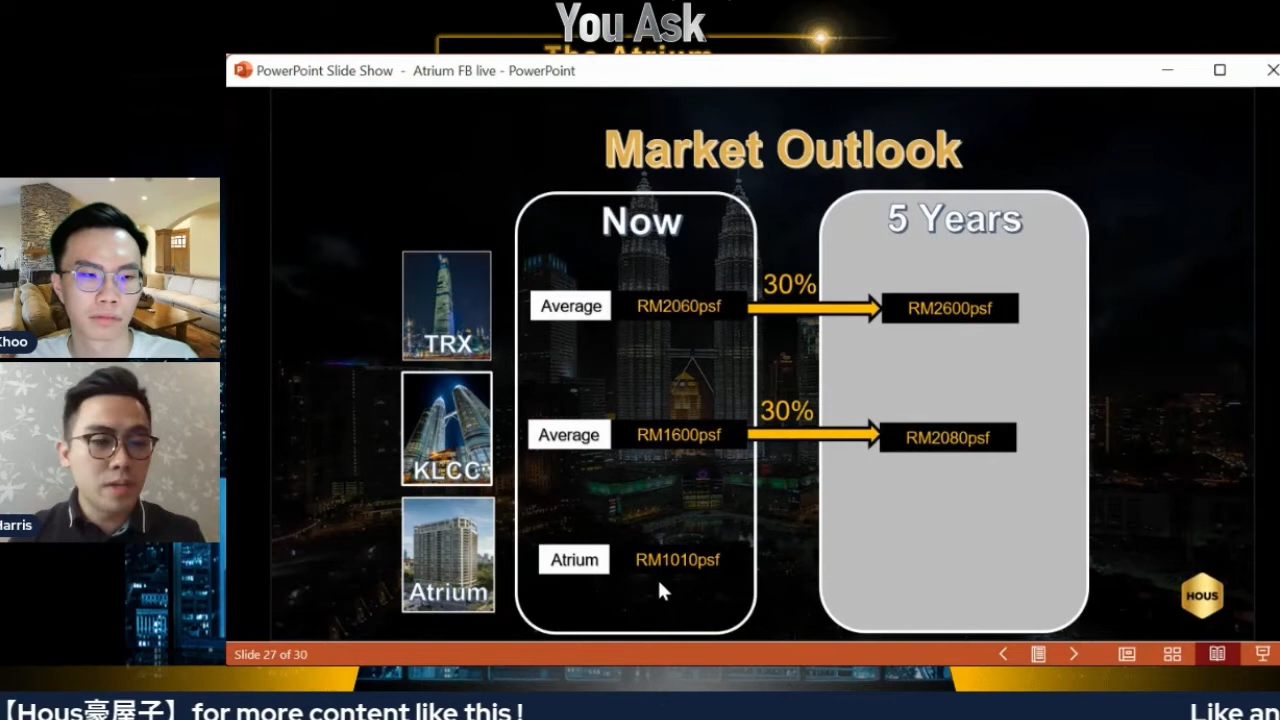 You Ask
The Atrium
PowerPoint Slide Show - Atrium FB live - PowerPoint
Market Outlook
Now
5 Years
TRX
Average
RM2060psf
30%
RM2600psf
KLCC
Average
RM1600psf
30%
RM2080psf
Atrium
Atrium
RM1010psf
HOUS
Khoo
Harris
Slide 27 of 30
【Hous豪屋子】for more content like this !
Like an